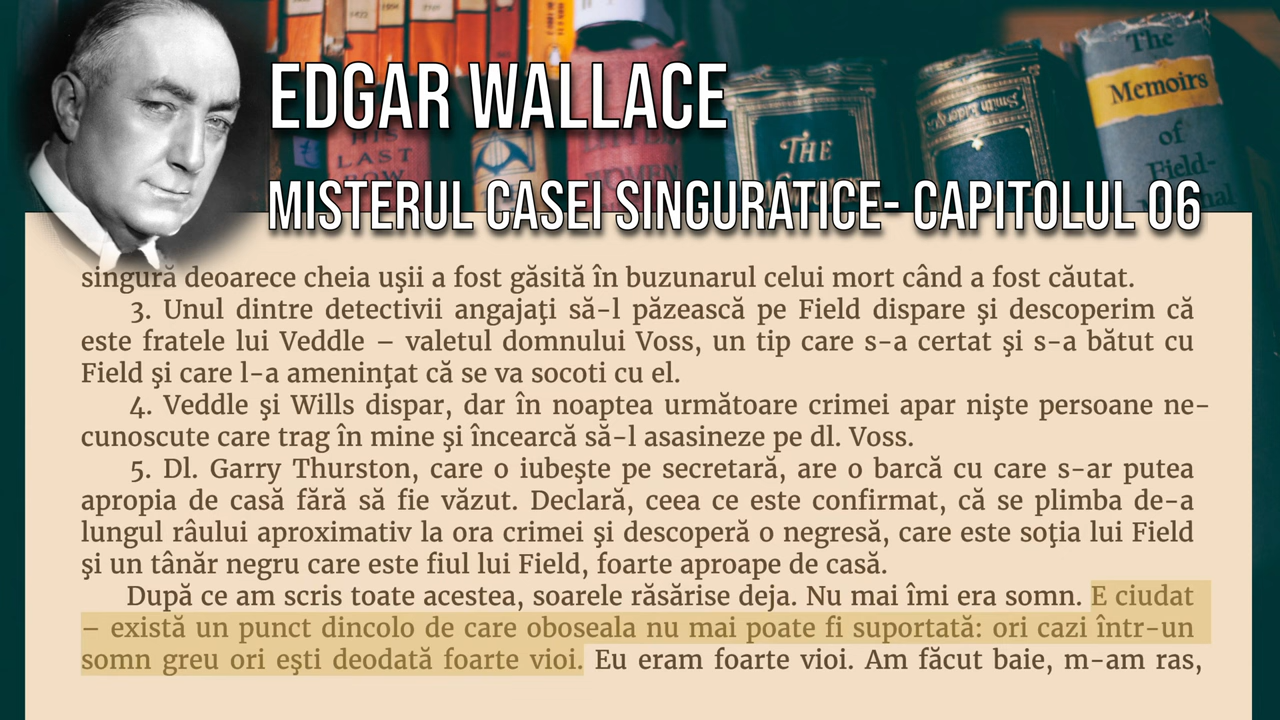 EDGAR WALLACE
MISTERUL CASEI SINGURATICE- CAPITOLUL 06
HIS
LAST
THE
The
Memoirs
of
Field-
singură deoarece cheia uşii a fost găsită în buzunarul celui mort când a fost căutat.
3. Unul dintre detectivii angajaţi să-l păzească pe Field dispare şi descoperim că
este fratele lui Veddle – valetul domnului Voss, un tip care s-a certat şi s-a bătut cu
Field şi care l-a ameninţat că se va socoti cu el.
4. Veddle şi Wills dispar, dar în noaptea următoare crimei apar nişte persoane ne-
cunoscute care trag în mine şi încearcă să-l asasineze pe dl. Voss.
5. Dl. Garry Thurston, care o iubeşte pe secretară, are o barcă cu care s-ar putea
apropia de casă fără să fie văzut. Declară, ceea ce este confirmat, că se plimba de-a
lungul râului aproximativ la ora crimei şi descoperă o negresă, care este soţia lui Field
şi un tânăr negru care este fiul lui Field, foarte aproape de casă.
După ce am scris toate acestea, soarele răsărise deja. Nu mai îmi era somn. E ciudat
– există un punct dincolo de care oboseala nu mai poate fi suportată: ori cazi într-un
somn greu ori eşti deodată foarte vioi. Eu eram foarte vioi. Am făcut baie, m-am ras,